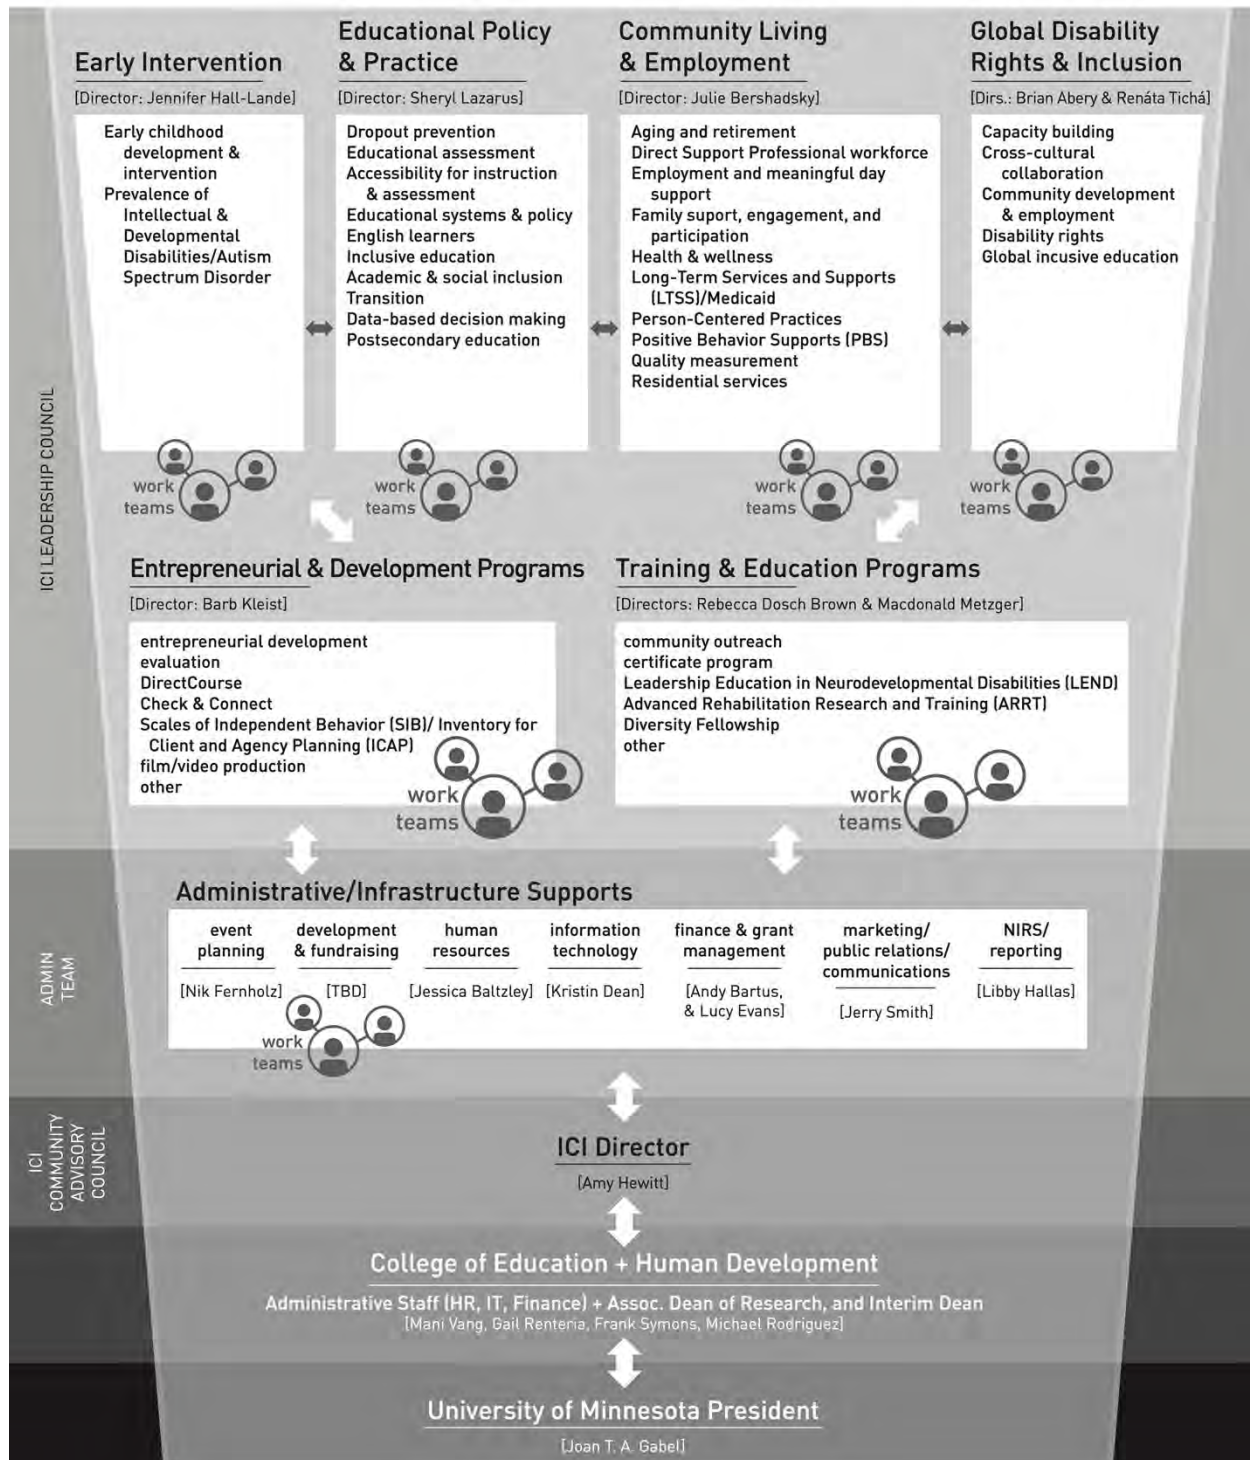 Early Intervention
[Director: Jennifer Hall-Lande]
Early childhood
development &
intervention
Prevalence of
Intellectual &
Developmental
Disabilities/Autism
Spectrum Disorder
work
teams
Educational Policy
& Practice
[Director: Sheryl Lazarus]
Dropout prevention
Educational assessment
Accessibility for instruction
& assessment
Educational systems & policy
English learners
Inclusive education
Academic & social inclusion
Transition
Data-based decision making
Postsecondary education
work
teams
Community Living
& Employment
[Director: Julie Bershadsky]
Aging and retirement
Direct Support Professional workforce
Employment and meaningful day
support
Family suport, engagement, and
participation
Health & wellness
Long-Term Services and Supports
(LTSS)/Medicaid
Person-Centered Practices
Positive Behavior Supports (PBS)
Quality measurement
Residential services
work
teams
Global Disability
Rights & Inclusion
[Dirs.: Brian Abery & Renáta Tichá]
Capacity building
Cross-cultural
collaboration
Community development
& employment
Disability rights
Global incusive education
work
teams
ICI LEADERSHIP COUNCIL
Entrepreneurial & Development Programs
[Director: Barb Kleist]
entrepreneurial development
evaluation
DirectCourse
Check & Connect
Scales of Independent Behavior (SIB)/ Inventory for
Client and Agency Planning (ICAP)
film/video production
other
work
teams
Training & Education Programs
[Directors: Rebecca Dosch Brown & Macdonald Metzger]
community outreach
certificate program
Leadership Education in Neurodevelopmental Disabilities (LEND)
Advanced Rehabilitation Research and Training (ARRT)
Diversity Fellowship
other
work
teams
ADMIN
TEAM
Administrative/Infrastructure Supports
event
planning
[Nik Fernholz]
development
& fundraising
[TBD]
human
resources
[Jessica Baltzley]
information
technology
[Kristin Dean]
finance & grant
management
[Andy Bartus,
& Lucy Evans]
marketing/
public relations/
communications
[Jerry Smith]
NIRS/
reporting
[Libby Hallas]
work
teams
ICI
COMMUNITY
ADVISORY
COUNCIL
ICI Director
[Amy Hewitt]
College of Education + Human Development
Administrative Staff (HR, IT, Finance) + Assoc. Dean of Research, and Interim Dean
[Mani Vang, Gail Renteria, Frank Symons, Michael Rodriguez]
University of Minnesota President
[Joan T. A. Gabel]